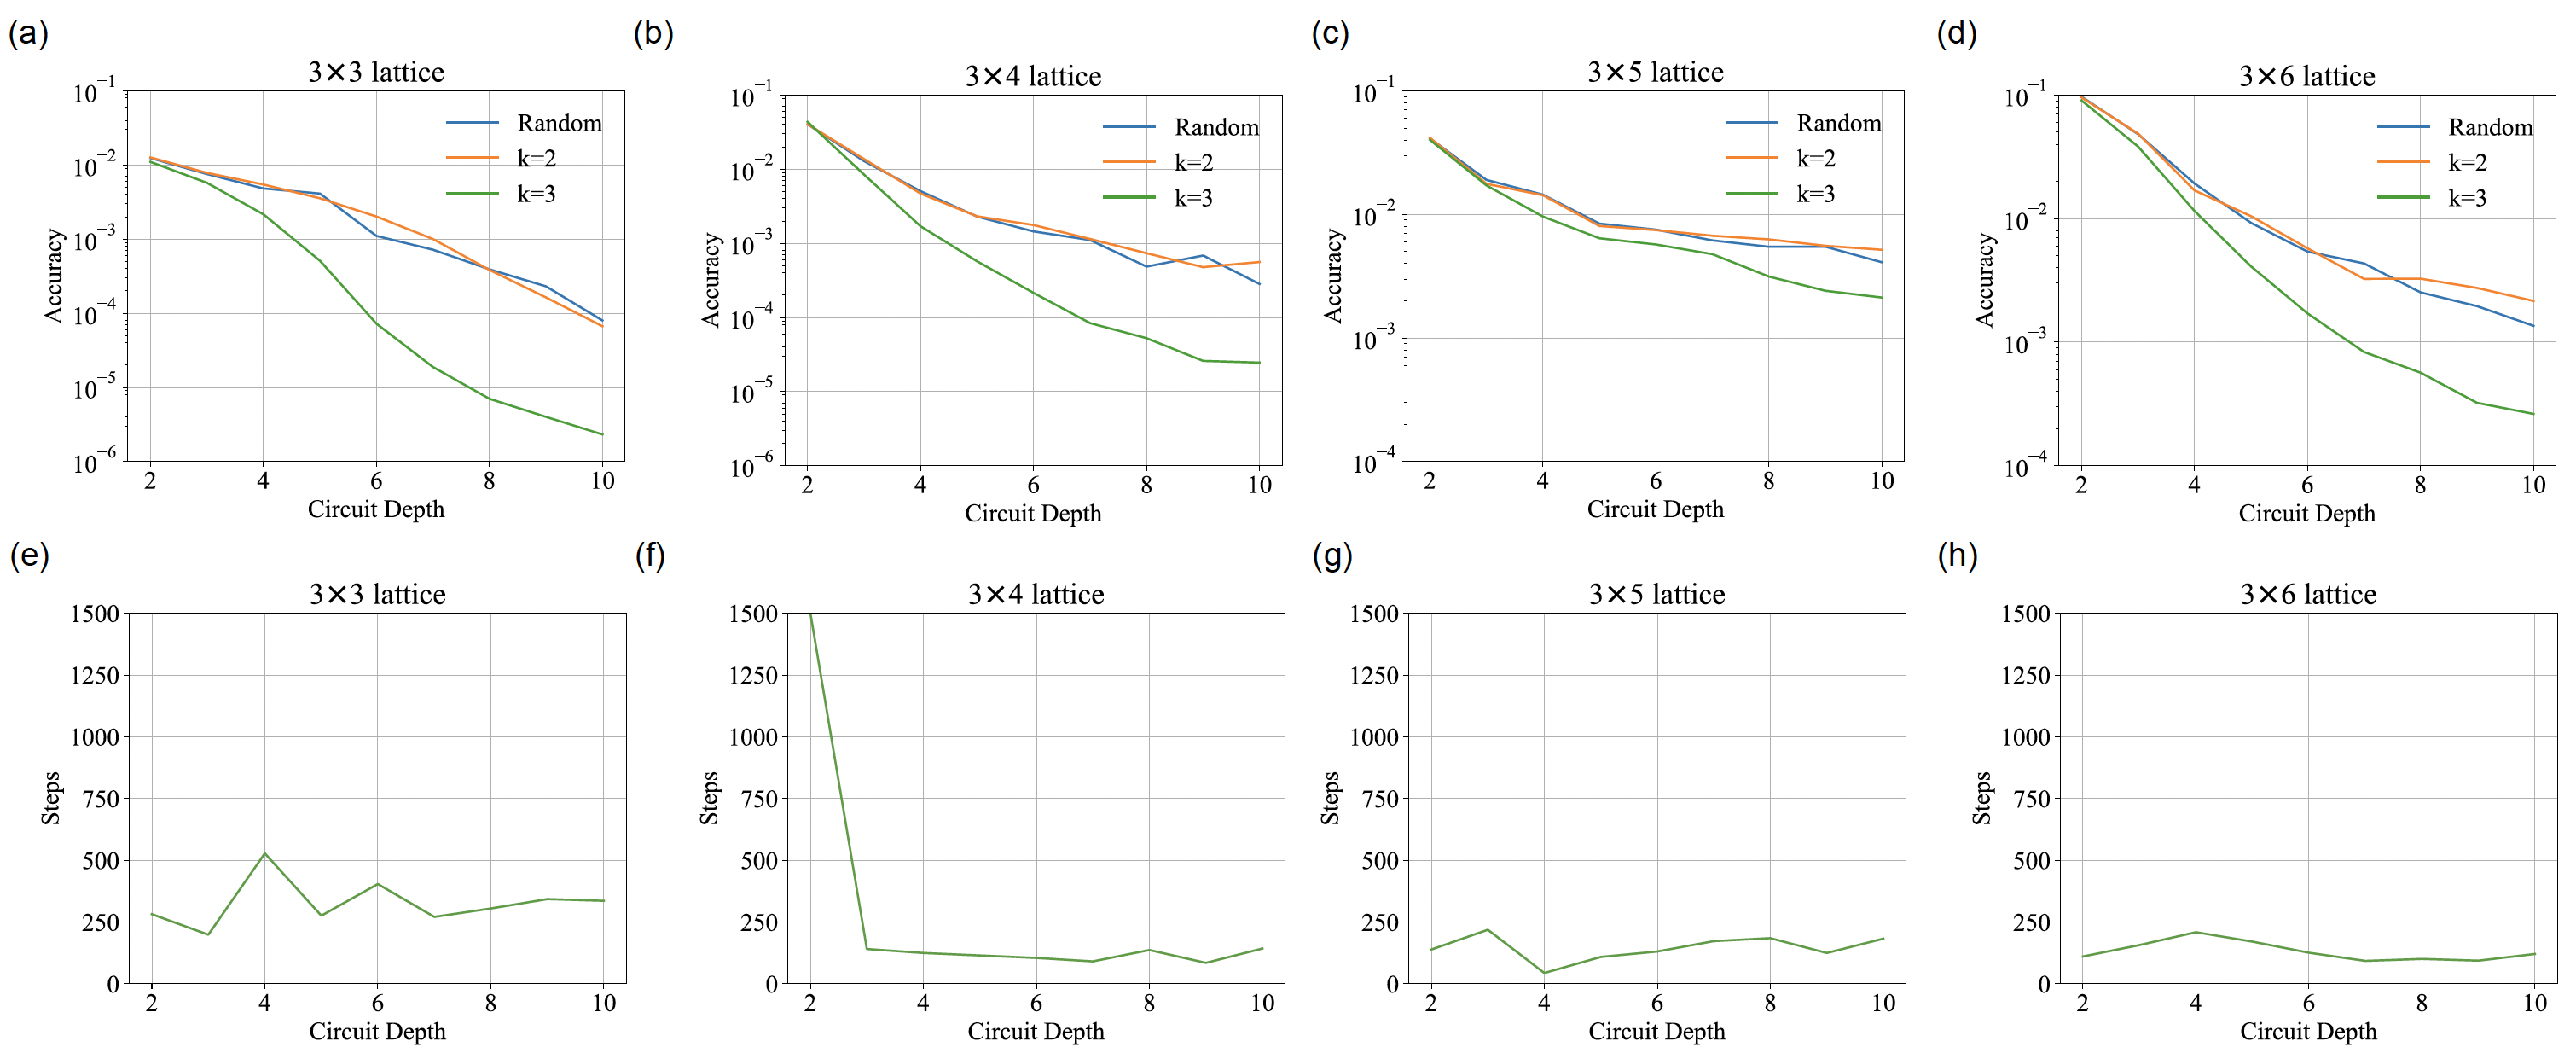 (a)
3×3 lattice
10⁻¹
10⁻²
10⁻³
10⁻⁴
10⁻⁵
10⁻⁶
Accuracy
Random
k=2
k=3
2 4 6 8 10
Circuit Depth
(b)
3×4 lattice
10⁻¹
10⁻²
10⁻³
10⁻⁴
10⁻⁵
10⁻⁶
Accuracy
Random
k=2
k=3
2 4 6 8 10
Circuit Depth
(c)
3×5 lattice
10⁻¹
10⁻²
10⁻³
10⁻⁴
Accuracy
Random
k=2
k=3
2 4 6 8 10
Circuit Depth
(d)
3×6 lattice
10⁻¹
10⁻²
10⁻³
10⁻⁴
Accuracy
Random
k=2
k=3
2 4 6 8 10
Circuit Depth
(e)
3×3 lattice
1500
1250
1000
750
500
250
0
Steps
2 4 6 8 10
Circuit Depth
(f)
3×4 lattice
1500
1250
1000
750
500
250
0
Steps
2 4 6 8 10
Circuit Depth
(g)
3×5 lattice
1500
1250
1000
750
500
250
0
Steps
2 4 6 8 10
Circuit Depth
(h)
3×6 lattice
1500
1250
1000
750
500
250
0
Steps
2 4 6 8 10
Circuit Depth